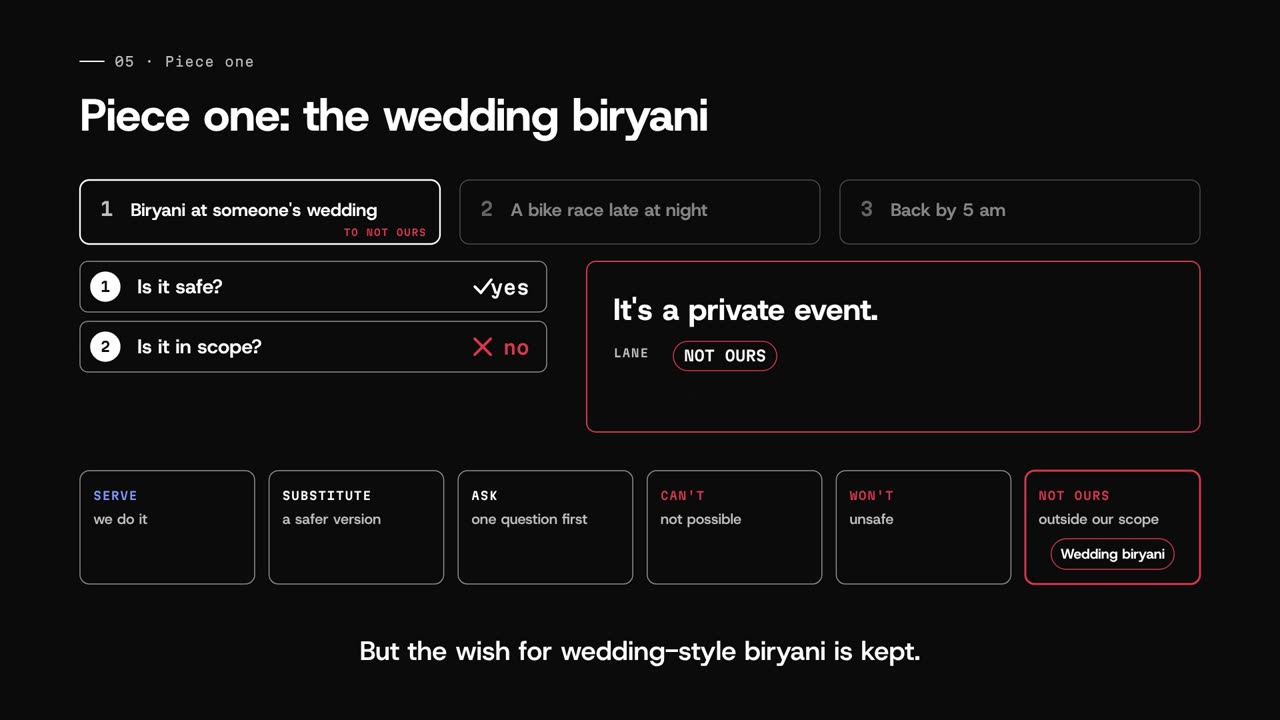 05 · Piece one
Piece one: the wedding biryani
1 Biryani at someone's wedding
TO NOT OURS
2 A bike race late at night
3 Back by 5 am
1 Is it safe? yes
2 Is it in scope? no
It's a private event.
LANE NOT OURS
SERVE
we do it
SUBSTITUTE
a safer version
ASK
one question first
CAN'T
not possible
WON'T
unsafe
NOT OURS
outside our scope
Wedding biryani
But the wish for wedding-style biryani is kept.